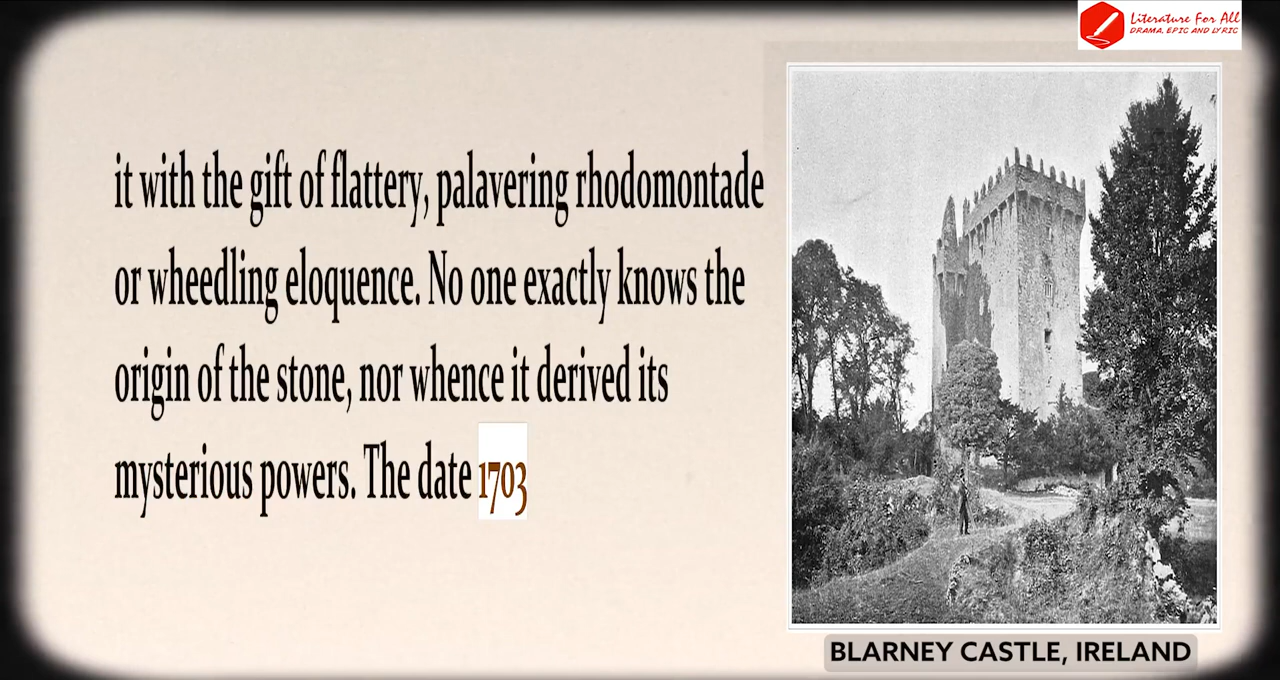 Literature For All
DRAMA, EPIC AND LYRIC
it with the gift of flattery, palavering rhodomontade
or wheedling eloquence. No one exactly knows the
origin of the stone, nor whence it derived its
mysterious powers. The date 1703
BLARNEY CASTLE, IRELAND